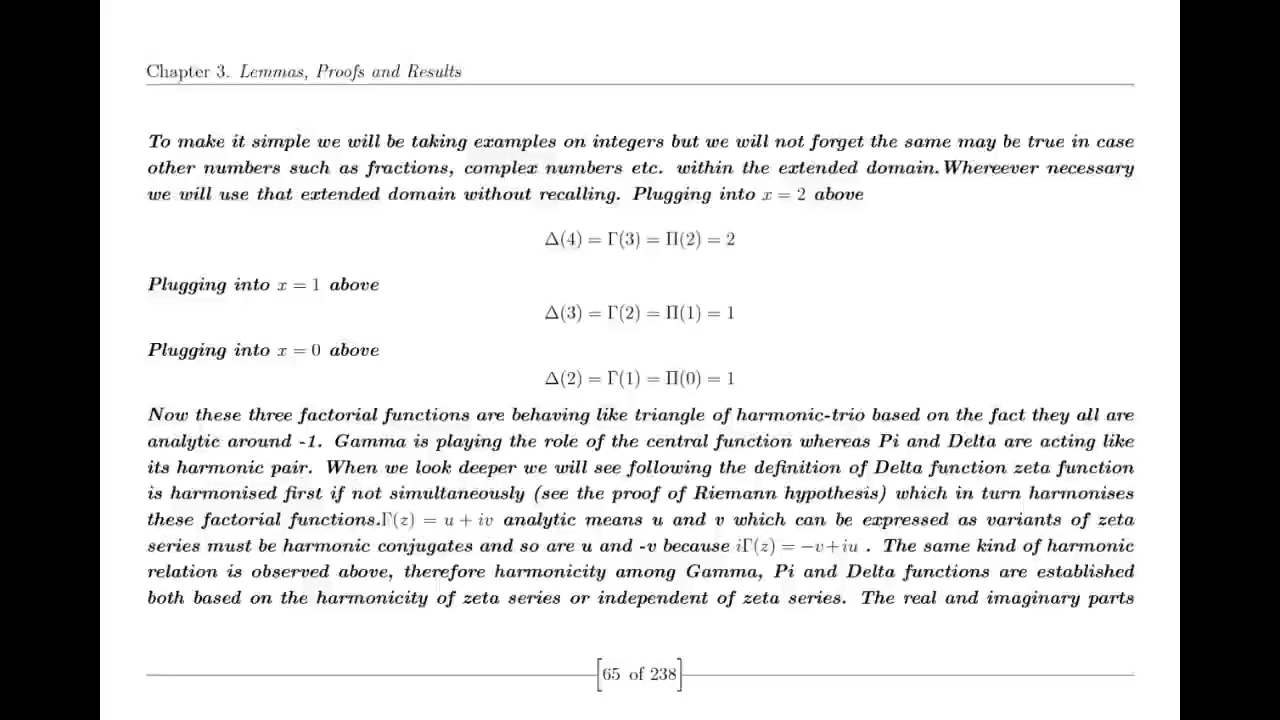 Chapter 3. Lemmas, Proofs and Results
To make it simple we will be taking examples on integers but we will not forget the same may be true in case
other numbers such as fractions, complex numbers etc. within the extended domain.Whereever necessary
we will use that extended domain without recalling. Plugging into x = 2 above
Δ(4) = Γ(3) = Π(2) = 2
Plugging into x = 1 above
Δ(3) = Γ(2) = Π(1) = 1
Plugging into x = 0 above
Δ(2) = Γ(1) = Π(0) = 1
Now these three factorial functions are behaving like triangle of harmonic-trio based on the fact they all are
analytic around -1. Gamma is playing the role of the central function whereas Pi and Delta are acting like
its harmonic pair. When we look deeper we will see following the definition of Delta function zeta function
is harmonised first if not simultaneously (see the proof of Riemann hypothesis) which in turn harmonises
these factorial functions.Γ(z) = u + iv analytic means u and v which can be expressed as variants of zeta
series must be harmonic conjugates and so are u and -v because iΓ(z) = −v+iu . The same kind of harmonic
relation is observed above, therefore harmonicity among Gamma, Pi and Delta functions are established
both based on the harmonicity of zeta series or independent of zeta series. The real and imaginary parts
[65 of 238]